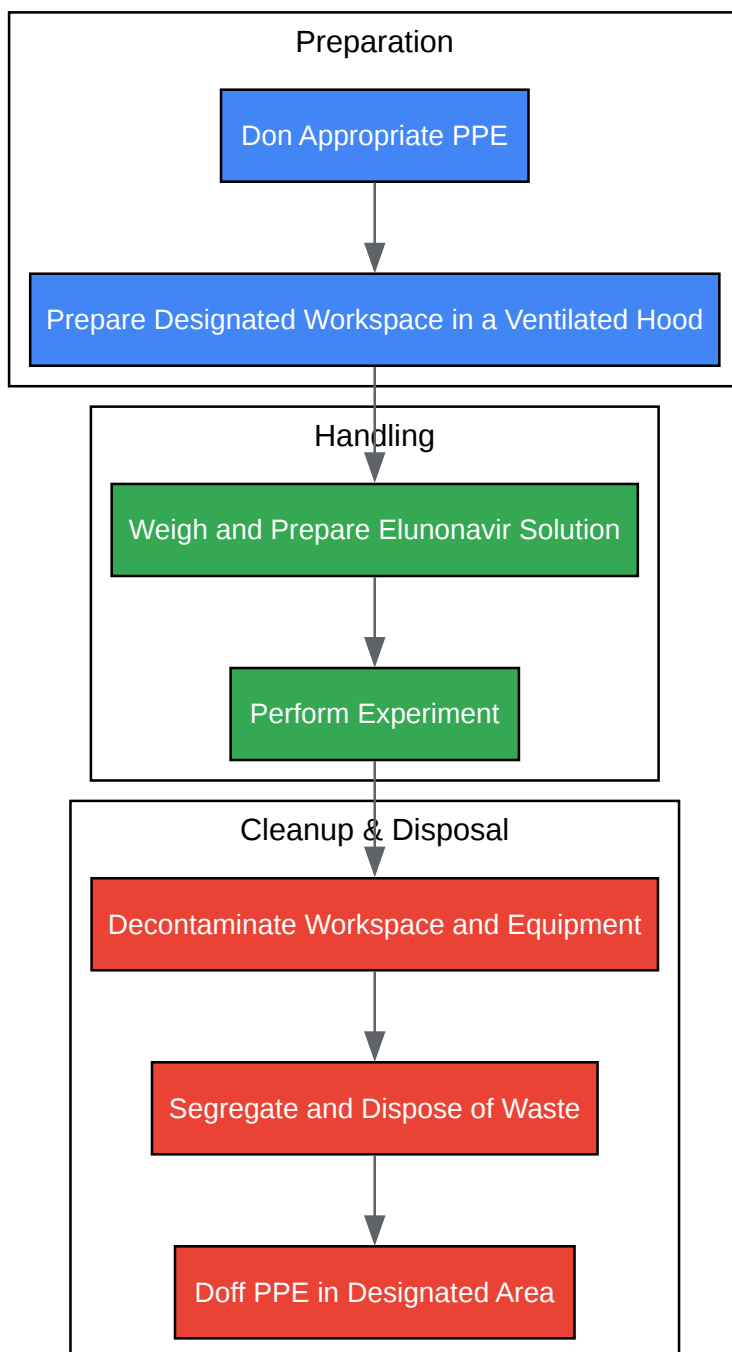 Preparation
Don Appropriate PPE
Prepare Designated Workspace in a Ventilated Hood
Handling
Weigh and Prepare Elunonavir Solution
Perform Experiment
Cleanup & Disposal
Decontaminate Workspace and Equipment
Segregate and Dispose of Waste
Doff PPE in Designated Area